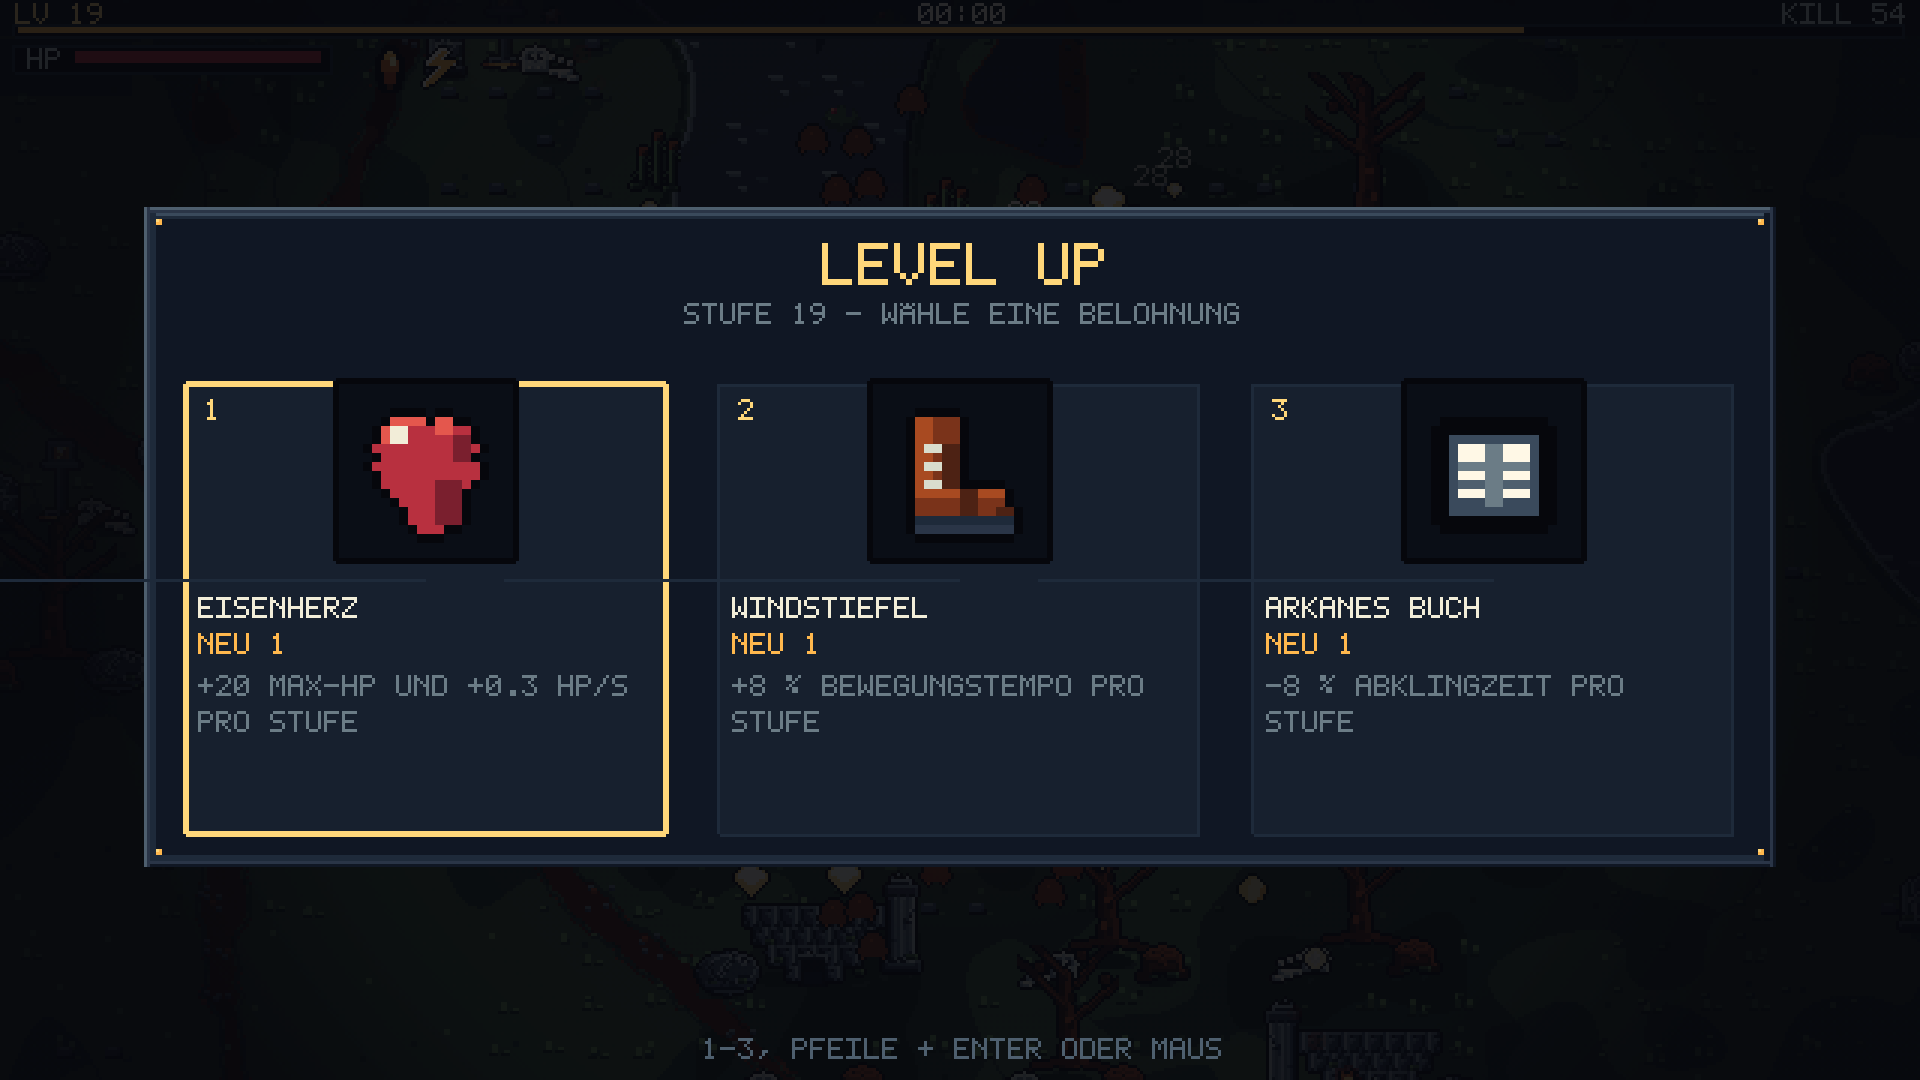 LV 19
00:00
KILL 54
HP
28
28
LEVEL UP
STUFE 19 – WÄHLE EINE BELOHNUNG
1
2
3
EISENHERZ
NEU 1
+20 MAX-HP UND +0.3 HP/S
PRO STUFE
WINDSTIEFEL
NEU 1
+8 % BEWEGUNGSTEMPO PRO
STUFE
ARKANES BUCH
NEU 1
-8 % ABKLINGZEIT PRO
STUFE
1-3, PFEILE + ENTER ODER MAUS